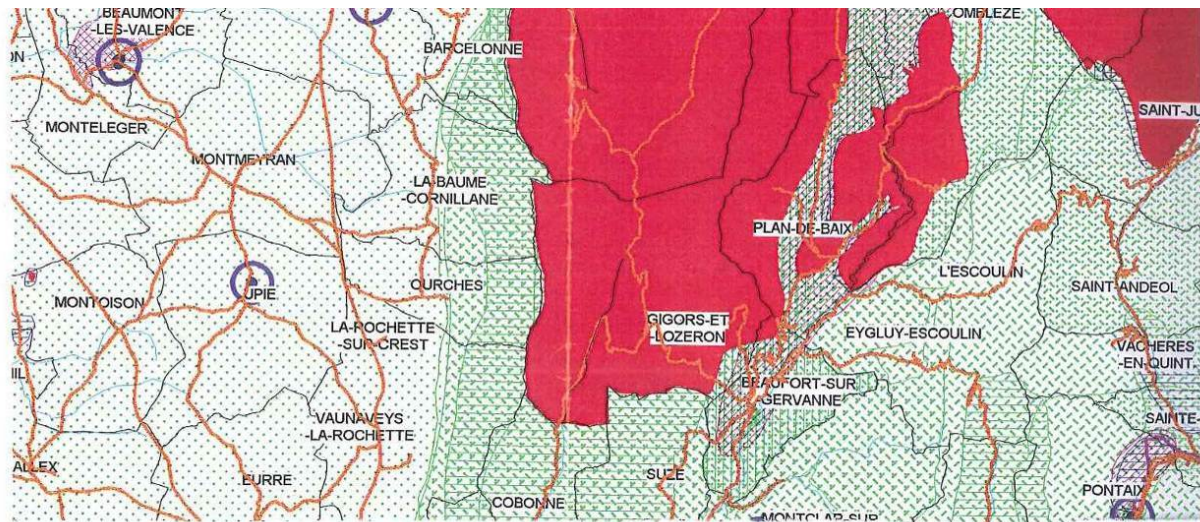 BEAUMONT
-LES-VALENCE
OMBLEZE
BARCELONNE
SAINT-JU
MONTELEGER
MONTMEYRAN
-LA-BAUME-
-CORNILLANE
PLAN-DE-BAIX
L'ESCOULIN
SAINT-ANDEOL
OURCHES
UPIE
MONTOISON
GIGORS-ET
-LOZERON
LA-ROCHETTE
-SUR-CREST
EYGLUY-ESCOULIN
VACHERES
-EN-QUINT-
BEAUFORT-SUR
-GERVANNE
VAUNAVEYS
-LA-ROCHETTE
SAINTE-
ALLEX
EURRE
SUZE
PONTAIX
COBONNE
MONTCLAR-SUR